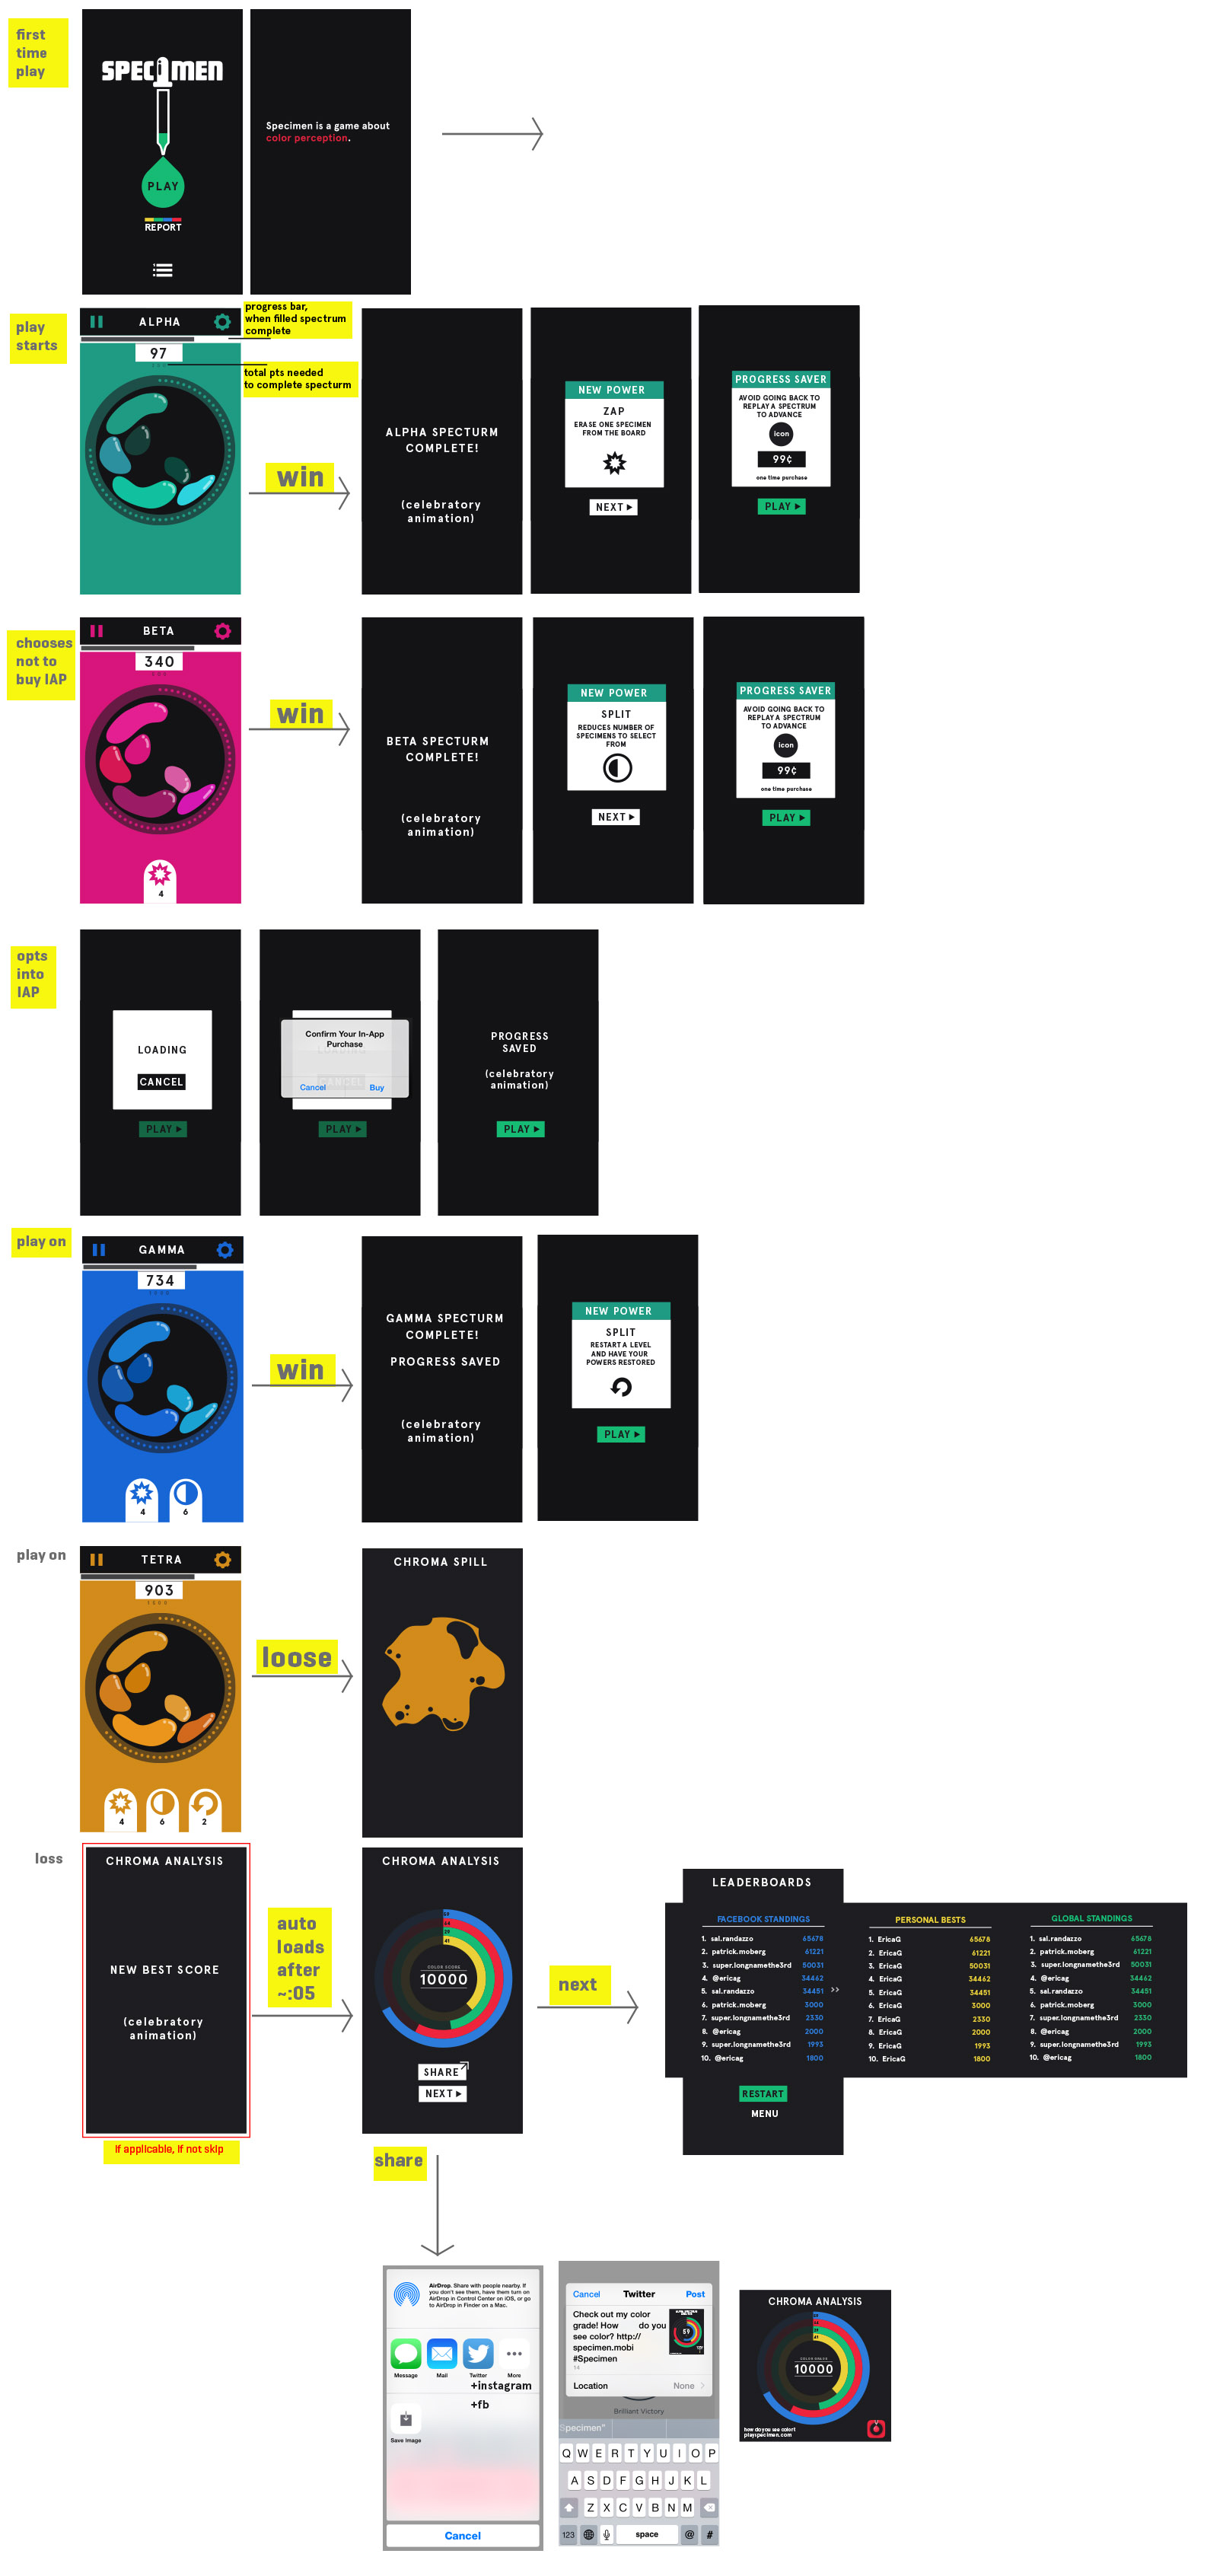 first
time
play
SPECIMEN
PLAY
REPORT
Specimen is a game about
color perception.
play
starts
ALPHA
97
progress bar,
when filled spectrum
complete
total pts needed
to complete specturm
win
ALPHA SPECTURM
COMPLETE!
(celebratory
animation)
NEW POWER
ZAP
ERASE ONE SPECIMEN
FROM THE BOARD
NEXT
PROGRESS SAVER
AVOID GOING BACK TO
REPLAY A SPECTRUM
TO ADVANCE
icon
99¢
one time purchase
PLAY
chooses
not to
buy IAP
BETA
340
4
win
BETA SPECTURM
COMPLETE!
(celebratory
animation)
NEW POWER
SPLIT
REDUCES NUMBER OF
SPECIMENS TO SELECT
FROM
NEXT
PROGRESS SAVER
AVOID GOING BACK TO
REPLAY A SPECTRUM
TO ADVANCE
icon
99¢
one time purchase
PLAY
opts
into
IAP
LOADING
CANCEL
PLAY
Confirm Your In-App
Purchase
Cancel
Buy
PLAY
PROGRESS
SAVED
(celebratory
animation)
PLAY
play on
GAMMA
734
4
6
win
GAMMA SPECTURM
COMPLETE!
PROGRESS SAVED
(celebratory
animation)
NEW POWER
SPLIT
RESTART A LEVEL
AND HAVE YOUR
POWERS RESTORED
PLAY
play on
TETRA
903
4
6
2
loose
CHROMA SPILL
loss
CHROMA ANALYSIS
NEW BEST SCORE
(celebratory
animation)
If applicable, if not skip
auto
loads
after
~:05
CHROMA ANALYSIS
COLOR SCORE
10000
SHARE
NEXT
next
LEADERBOARDS
FACEBOOK STANDINGS
1. sal.randazzo 65678
2. patrick.moberg 61221
3. super.longnamethe3rd 50031
4. @ericag 34462
5. sal.randazzo 34451
6. patrick.moberg 3000
7. super.longnamethe3rd 2330
8. @ericag 2000
9. super.longnamethe3rd 1993
10. @ericag 1800
>>
PERSONAL BESTS
1. EricaG 65678
2. EricaG 61221
3. EricaG 50031
4. EricaG 34462
5. EricaG 34451
6. EricaG 3000
7. EricaG 2330
8. EricaG 2000
9. EricaG 1993
10. EricaG 1800
GLOBAL STANDINGS
1. sal.randazzo 65678
2. patrick.moberg 61221
3. super.longnamethe3rd 50031
4. @ericag 34462
5. sal.randazzo 34451
6. patrick.moberg 3000
7. super.longnamethe3rd 2330
8. @ericag 2000
9. super.longnamethe3rd 1993
10. @ericag 1800
RESTART
MENU
share
AirDrop. Share with people nearby. If
you don't see them, have them turn on
AirDrop in Control Center on iOS, or go
to AirDrop in Finder on a Mac.
Message
Mail
Twitter
More
+instagram
+fb
Save Image
Cancel
Cancel
Twitter
Post
Check out my color
grade! How do you
see color? http://
specimen.mobi
#Specimen
14
59
Location
None
Brilliant Victory
Specimen"
Q W E R T Y U I O P
A S D F G H J K L
Z X C V B N M
123
space
@
#
CHROMA ANALYSIS
COLOR SCORE
10000
how do you see color?
playspecimen.com